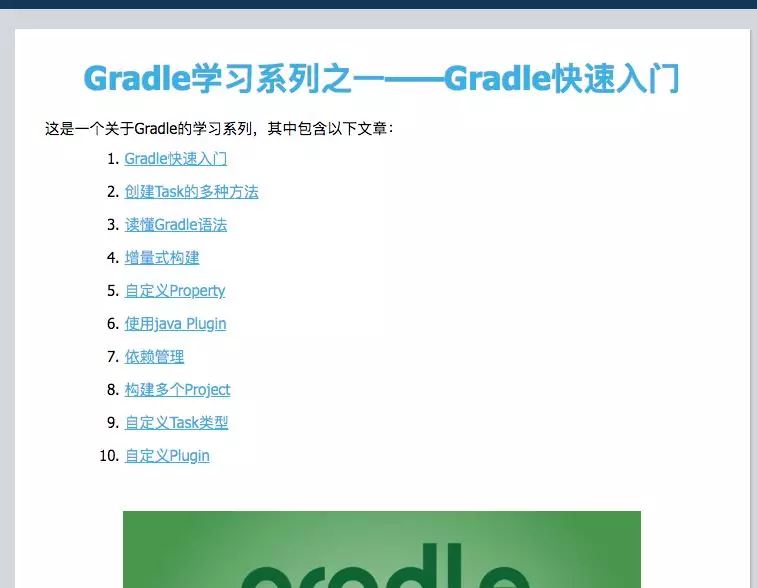 Gradle学习系列之一——Gradle快速入门
这是一个关于Gradle的学习系列，其中包含以下文章：
1. Gradle快速入门
2. 创建Task的多种方法
3. 读懂Gradle语法
4. 增量式构建
5. 自定义Property
6. 使用java Plugin
7. 依赖管理
8. 构建多个Project
9. 自定义Task类型
10. 自定义Plugin
gradle